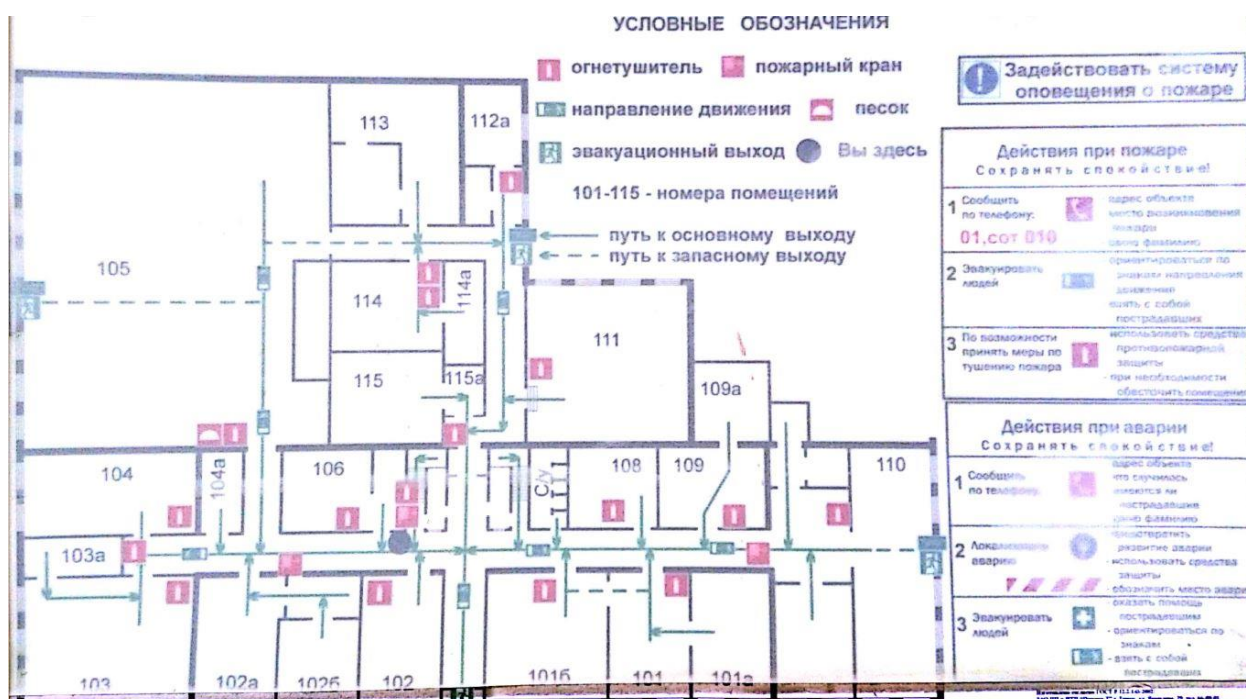 УСЛОВНЫЕ ОБОЗНАЧЕНИЯ
огнетушитель
пожарный кран
направление движения
песок
эвакуационный выход
Вы здесь
101-115 - номера помещений
путь к основному выходу
путь к запасному выходу
Задействовать систему
оповещения о пожаре
Действия при пожаре
Сохранять спокойствие!
1 Сообщить
по телефону:
01,сот 010
адрес объекта
место возникновения
пожара
свою фамилию
2 Эвакуировать
людей
ориентироваться по
знакам направления
движения
взять с собой
пострадавших
3 По возможности
принять меры по
тушению пожара
использовать средства
противопожарной
защиты
- при необходимости
обесточить помещение
Действия при аварии
Сохранять спокойствие!
1 Сообщить
по телефону:
адрес объекта
что случилось
имеются ли
пострадавшие
свою фамилию
2 Локализовать
аварию
предотвратить
развитие аварии
- использовать средства
защиты
- обозначить место аварии
3 Эвакуировать
людей
- оказать помощь
пострадавшим
- ориентироваться по
знакам
- взять с собой
пострадавших
113
112а
105
114
114а
111
115
115а
109а
104
104а
106
С/у
108
109
110
103а
103
102а
102б
102
101б
101
101а